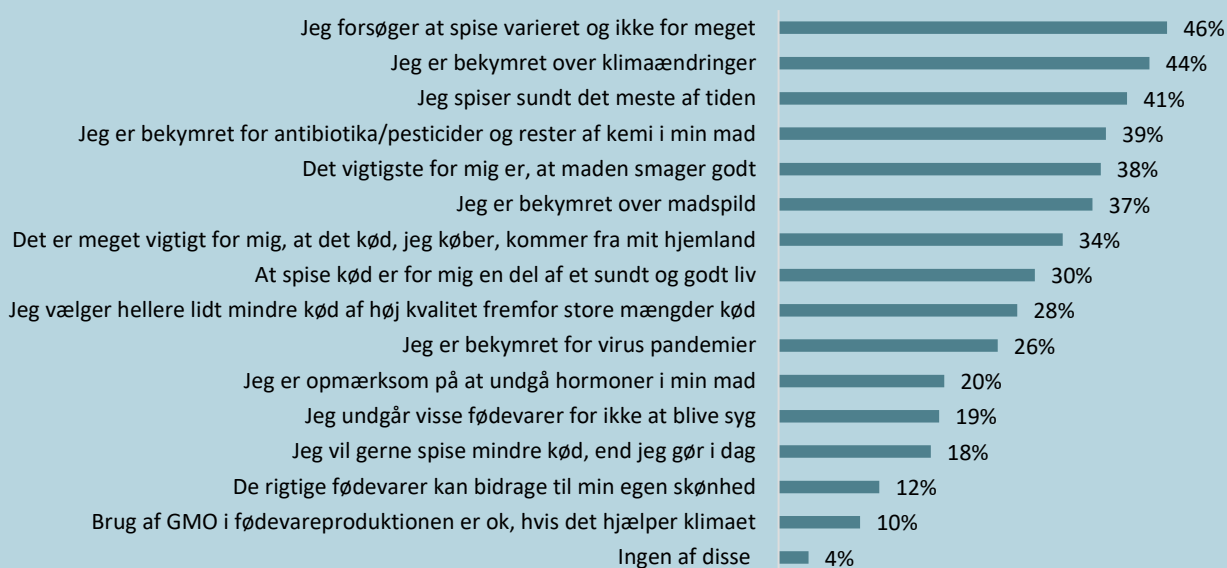 Jeg forsøger at spise varieret og ikke for meget 46%
Jeg er bekymret over klimaændringer 44%
Jeg spiser sundt det meste af tiden 41%
Jeg er bekymret for antibiotika/pesticider og rester af kemi i min mad 39%
Det vigtigste for mig er, at maden smager godt 38%
Jeg er bekymret over madspild 37%
Det er meget vigtigt for mig, at det kød, jeg køber, kommer fra mit hjemland 34%
At spise kød er for mig en del af et sundt og godt liv 30%
Jeg vælger hellere lidt mindre kød af høj kvalitet fremfor store mængder kød 28%
Jeg er bekymret for virus pandemier 26%
Jeg er opmærksom på at undgå hormoner i min mad 20%
Jeg undgår visse fødevarer for ikke at blive syg 19%
Jeg vil gerne spise mindre kød, end jeg gør i dag 18%
De rigtige fødevarer kan bidrage til min egen skønhed 12%
Brug af GMO i fødevareproduktionen er ok, hvis det hjælper klimaet 10%
Ingen af disse 4%